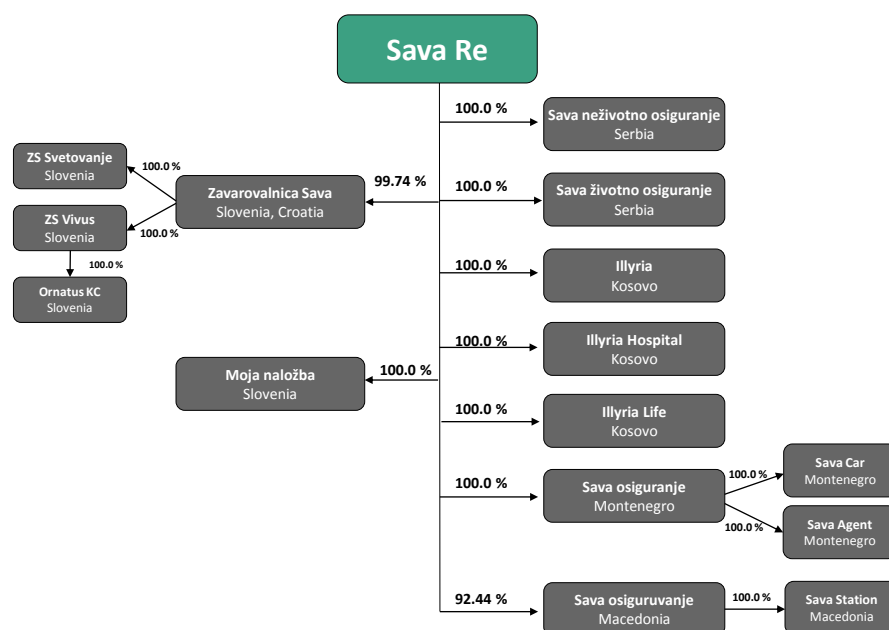 Sava Re
100.0 %
Sava neživotno osiguranje
Serbia
ZS Svetovanje
Slovenia
100.0 %
Zavarovalnica Sava
Slovenia, Croatia
99.74 %
100.0 %
Sava životno osiguranje
Serbia
ZS Vivus
Slovenia
100.0 %
100.0 %
Ornatus KC
Slovenia
100.0 %
Illyria
Kosovo
100.0 %
Illyria Hospital
Kosovo
Moja naložba
Slovenia
100.0 %
100.0 %
Illyria Life
Kosovo
100.0 %
Sava osiguranje
Montenegro
100.0 %
Sava Car
Montenegro
100.0 %
Sava Agent
Montenegro
92.44 %
Sava osiguruvanje
Macedonia
100.0 %
Sava Station
Macedonia